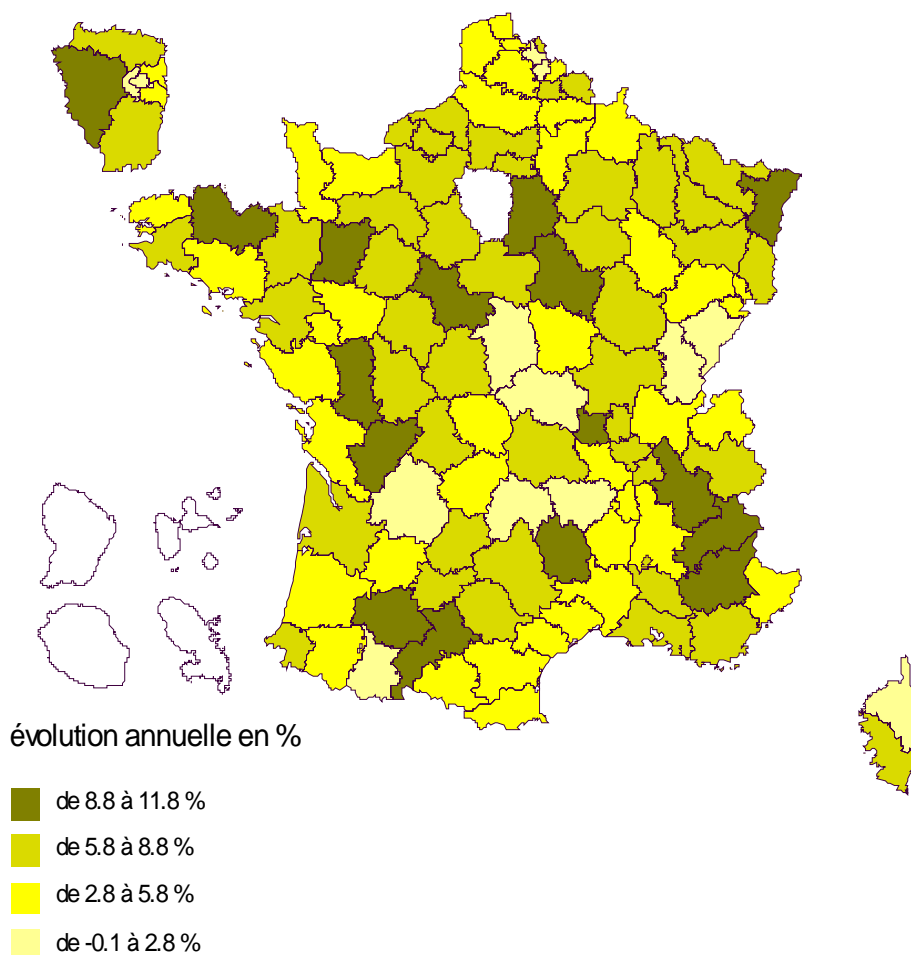 évolution annuelle en %
de 8.8 à 11.8 %
de 5.8 à 8.8 %
de 2.8 à 5.8 %
de -0.1 à 2.8 %